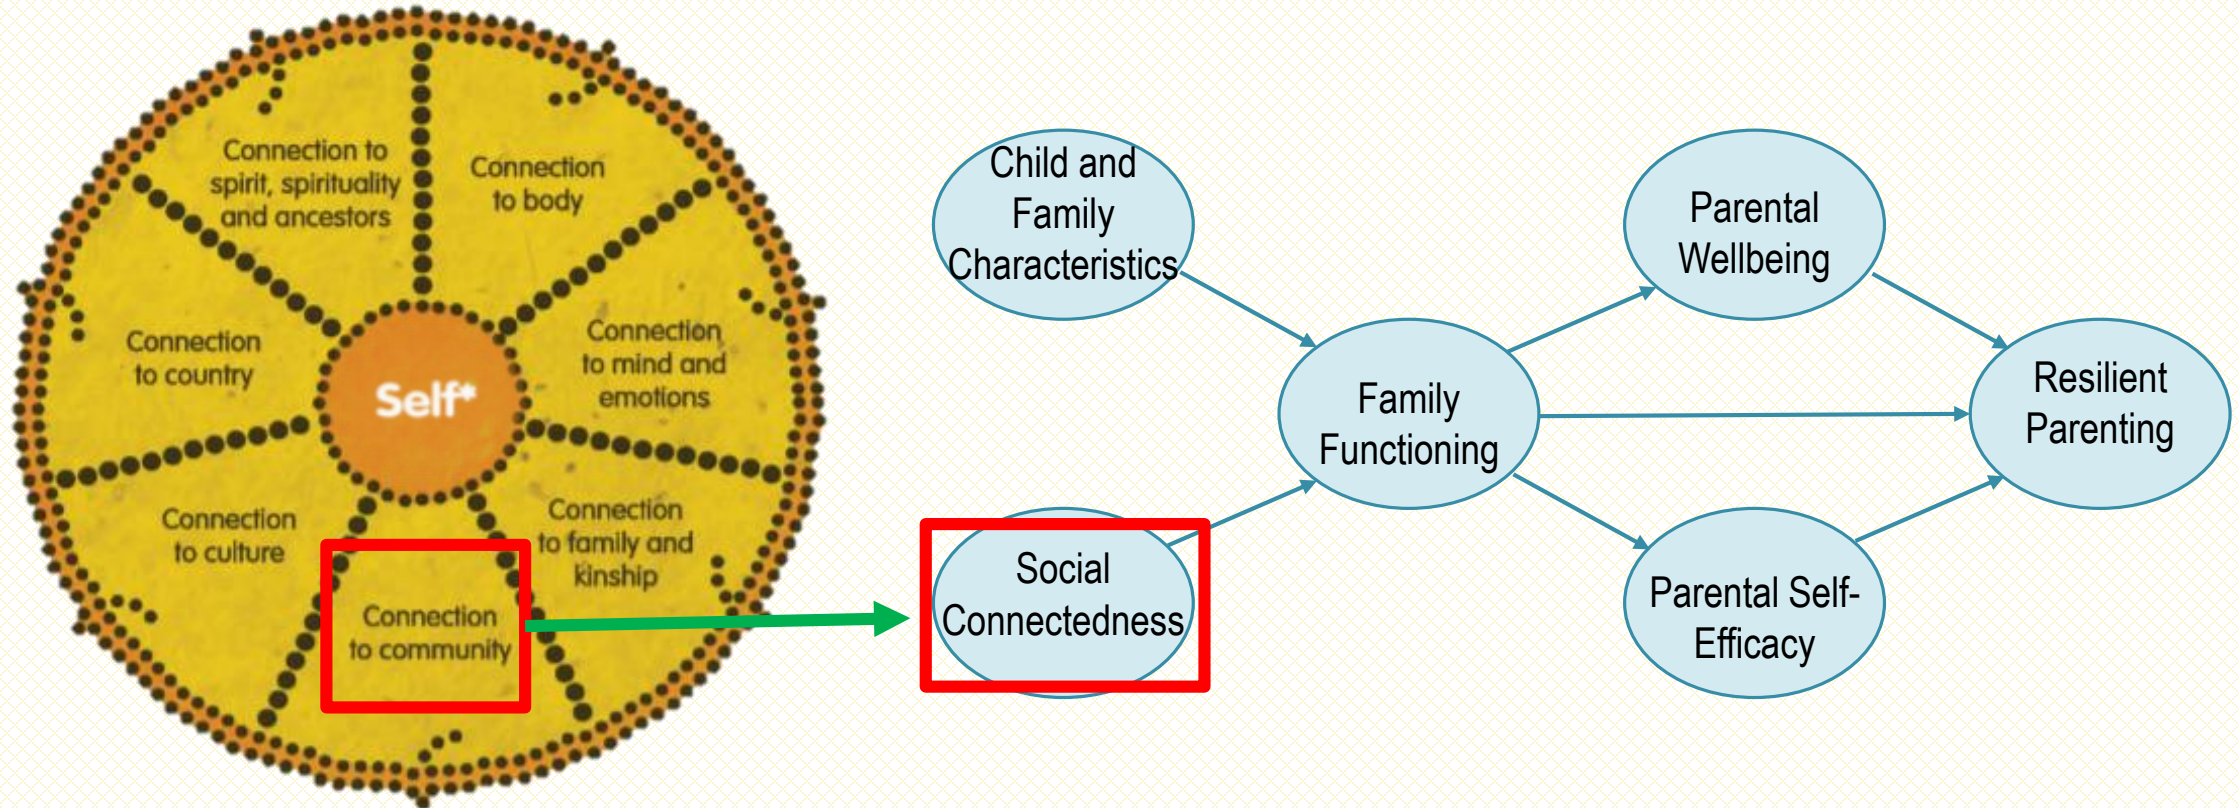 Connection to
spirit, spirituality
and ancestors
Connection
to body
Connection
to country
Connection
to mind and
emotions
Self*
Connection
to culture
Connection
to family and
kinship
Connection
to community
Child and
Family
Characteristics
Social
Connectedness
Family
Functioning
Parental
Wellbeing
Parental Self-
Efficacy
Resilient
Parenting